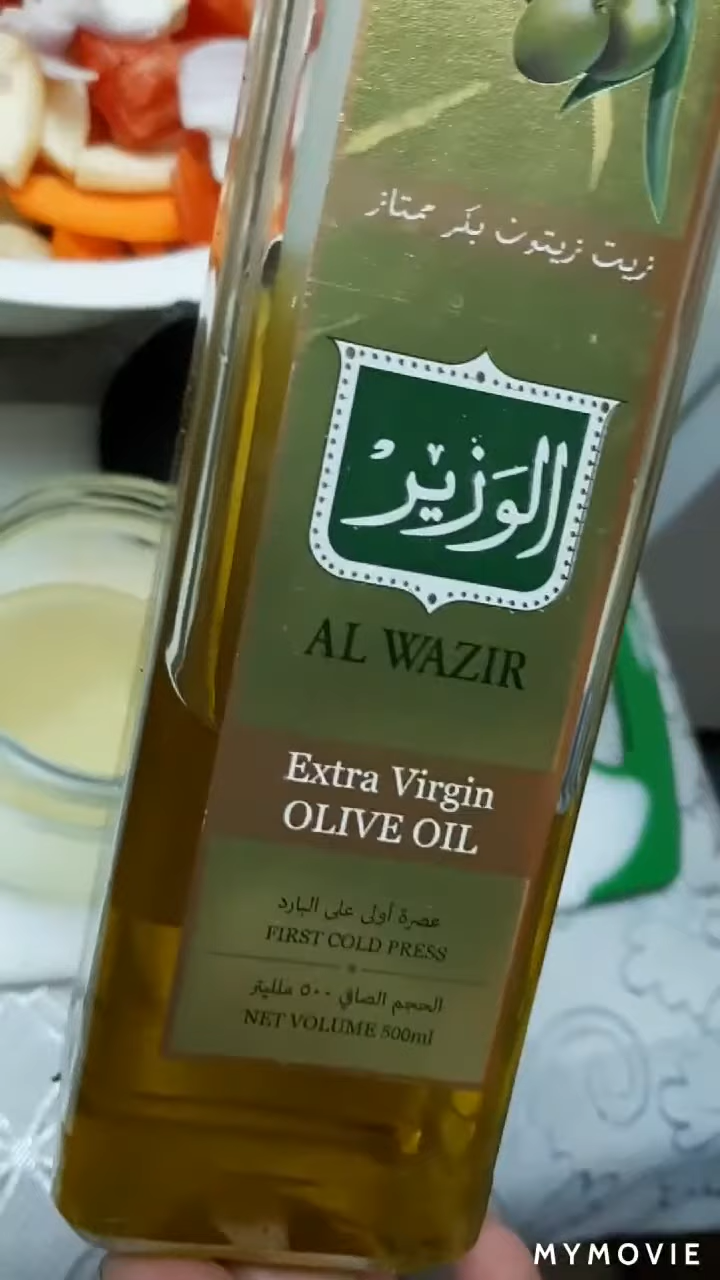 زيت زيتون بكر ممتاز
الوزير
AL WAZIR
Extra Virgin
OLIVE OIL
عصرة أولى على البارد
FIRST COLD PRESS
الحجم الصافي ٥٠٠ ملليتر
NET VOLUME 500ml
MYMOVIE